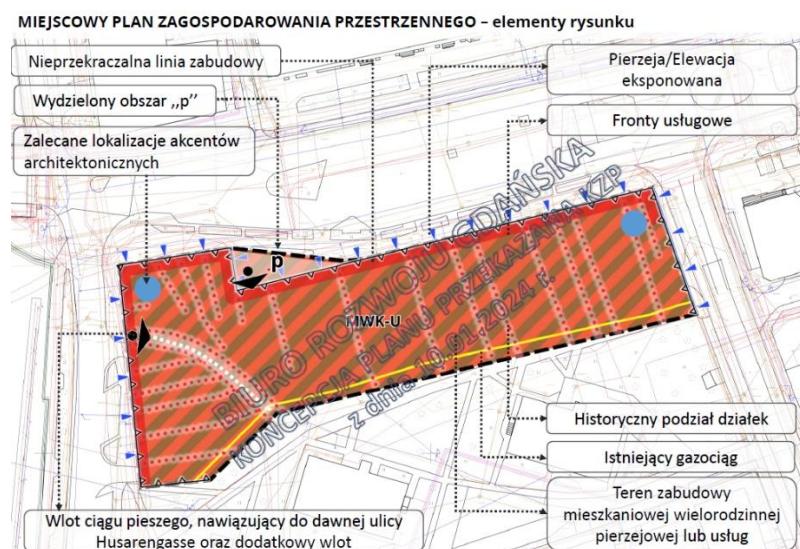 MIEJSCOWY PLAN ZAGOSPODAROWANIA PRZESTRZENNEGO – elementy rysunku
Nieprzekraczalna linia zabudowy
Wydzielony obszar ,,p”
Zalecane lokalizacje akcentów
architektonicznych
Pierzeja/Elewacja
eksponowana
Fronty usługowe
p
MWK-U
BIURO ROZWOJU GDAŃSKA
KONCEPCJA PLANU PRZEKAZANA KZP
z dnia 10.01.2024 r.
Historyczny podział działek
Istniejący gazociąg
Teren zabudowy
mieszkaniowej wielorodzinnej
pierzejowej lub usług
Wlot ciągu pieszego, nawiązujący do dawnej ulicy
Husarengasse oraz dodatkowy wlot